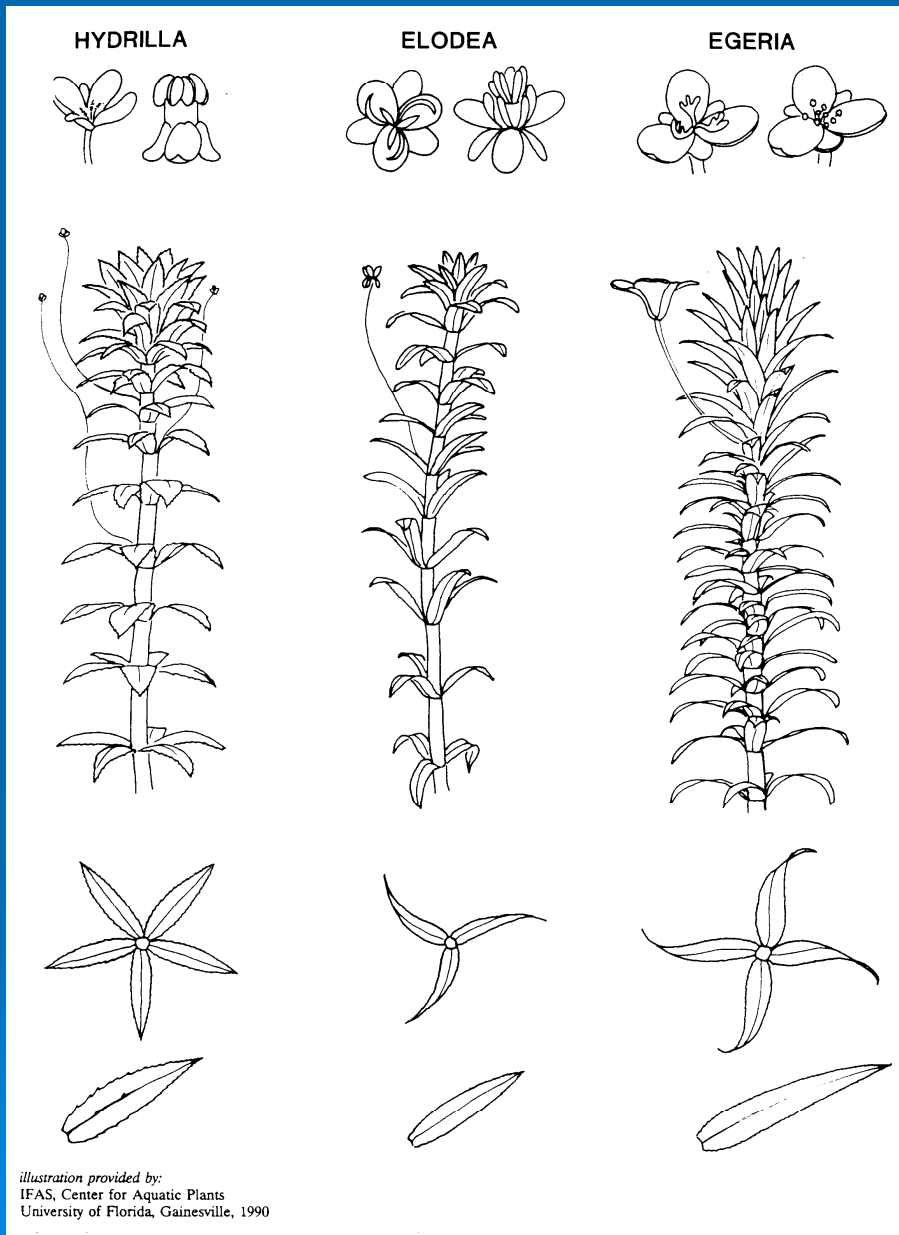 HYDRILLA
ELODEA
EGERIA
illustration provided by:
IFAS, Center for Aquatic Plants
University of Florida, Gainesville, 1990